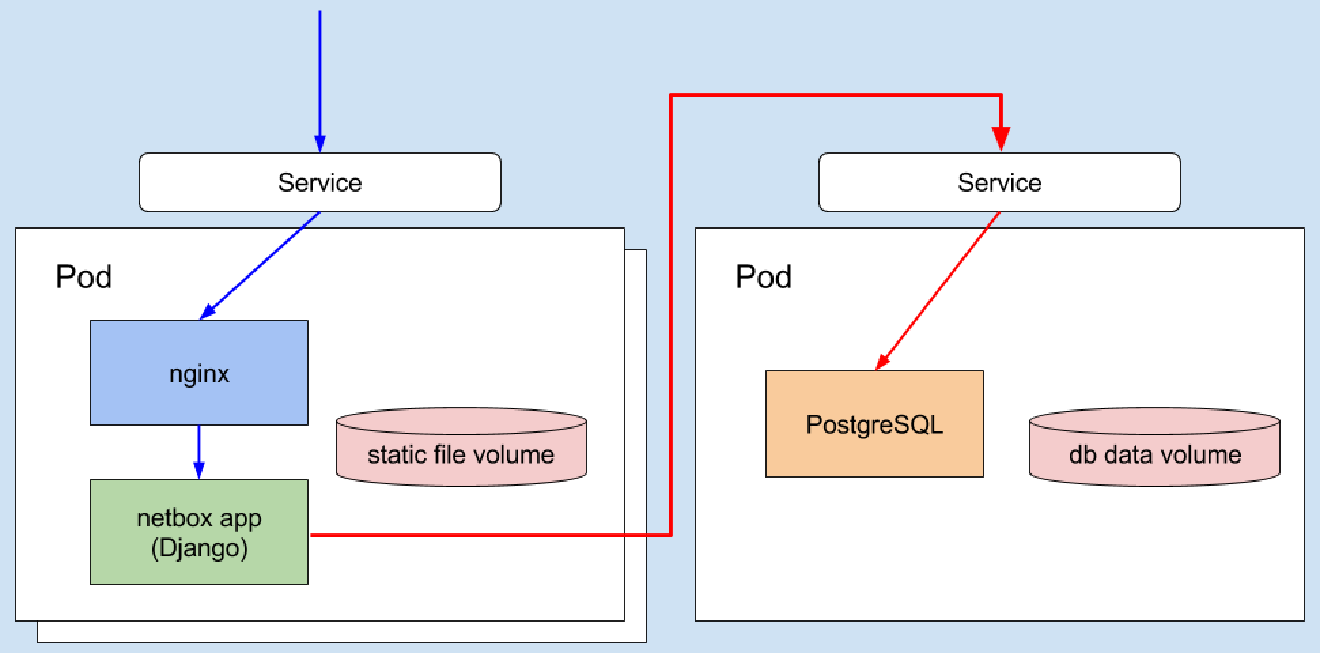 Service
Pod
nginx
static file volume
netbox app
(Django)
Service
Pod
PostgreSQL
db data volume